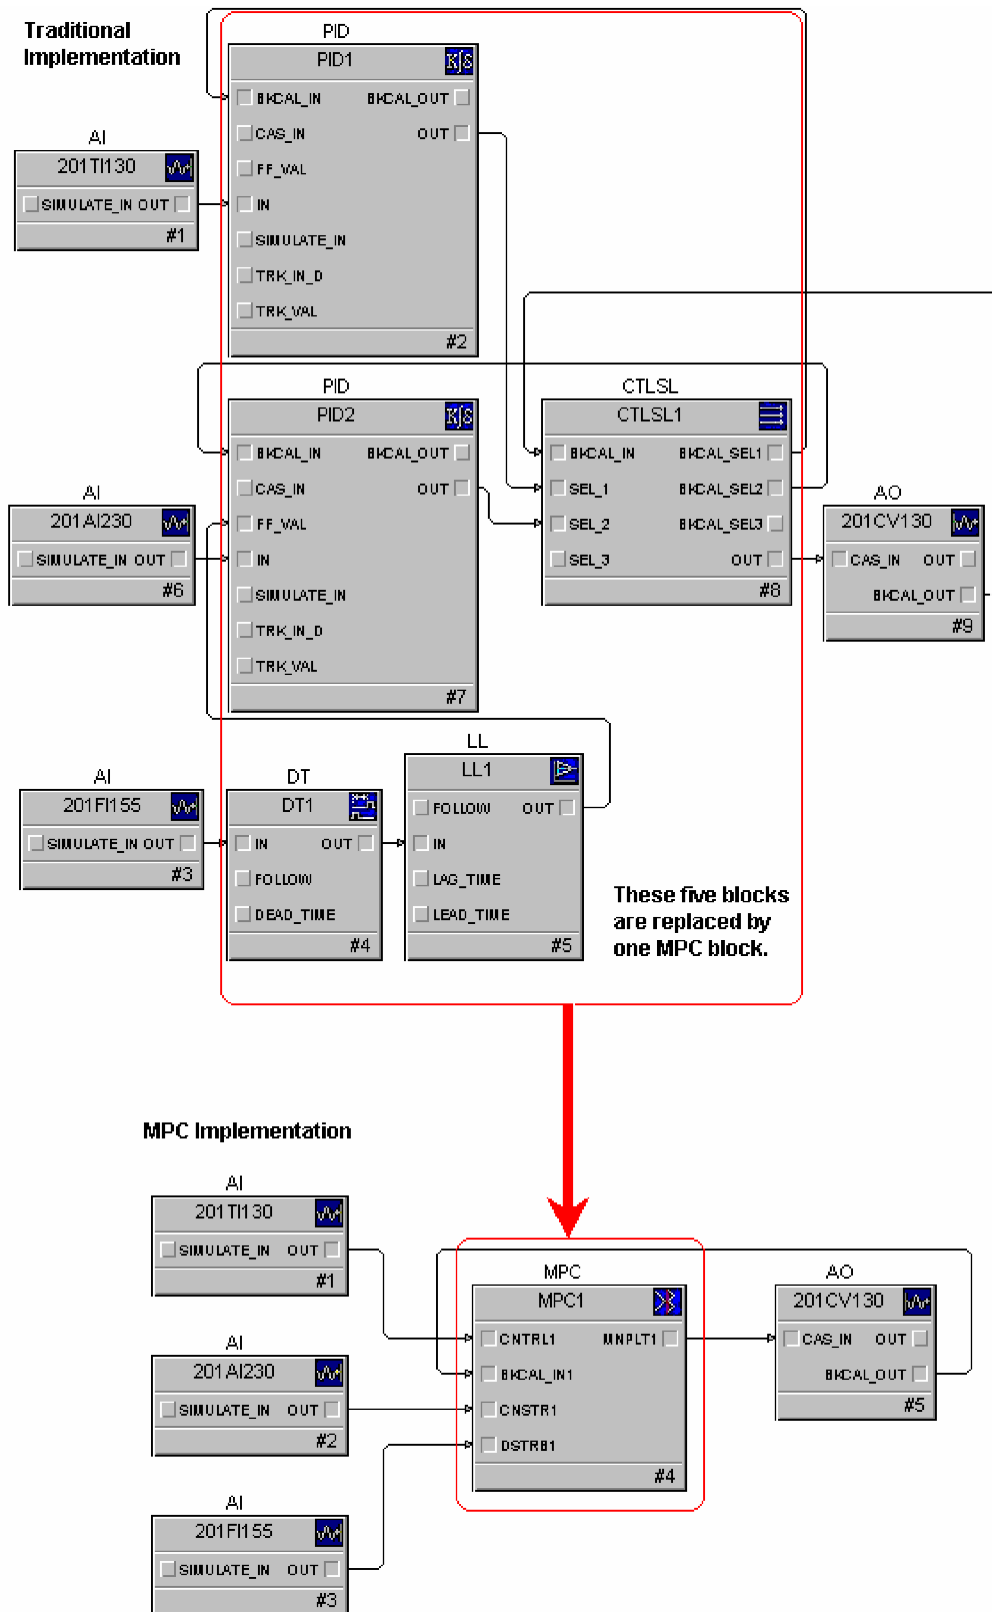 Traditional
Implementation
PID
PID1
BKCAL_IN BKCAL_OUT
CAS_IN OUT
FF_VAL
IN
SIMULATE_IN
TRK_IN_D
TRK_VAL
#2
AI
201TI130
SIMULATE_IN OUT
#1
PID
PID2
BKCAL_IN BKCAL_OUT
CAS_IN OUT
FF_VAL
IN
SIMULATE_IN
TRK_IN_D
TRK_VAL
#7
CTLSL
CTLSL1
BKCAL_IN BKCAL_SEL1
SEL_1 BKCAL_SEL2
SEL_2 BKCAL_SEL3
SEL_3 OUT
#8
AI
201AI230
SIMULATE_IN OUT
#6
AO
201CV130
CAS_IN OUT
BKCAL_OUT
#9
AI
201FI155
SIMULATE_IN OUT
#3
DT
DT1
IN OUT
FOLLOW
DEAD_TIME
#4
LL
LL1
FOLLOW OUT
IN
LAG_TIME
LEAD_TIME
#5
These five blocks
are replaced by
one MPC block.
MPC Implementation
AI
201TI130
SIMULATE_IN OUT
#1
AI
201AI230
SIMULATE_IN OUT
#2
AI
201FI155
SIMULATE_IN OUT
#3
MPC
MPC1
CNTRL1 MNPLT1
BKCAL_IN1
CNSTR1
DSTRB1
#4
AO
201CV130
CAS_IN OUT
BKCAL_OUT
#5